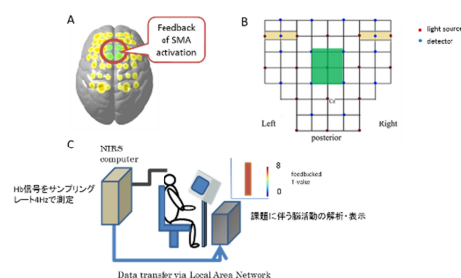 A
Feedback
of SMA
activation
B
light source
detector
Cz
Left
Right
posterior
C
NIRS
computer
Hb信号をサンプリング
レート4Hzで測定
8
0
feedbacked
T-value
課題に伴う脳活動の解析・表示
Data transfer via Local Area Network